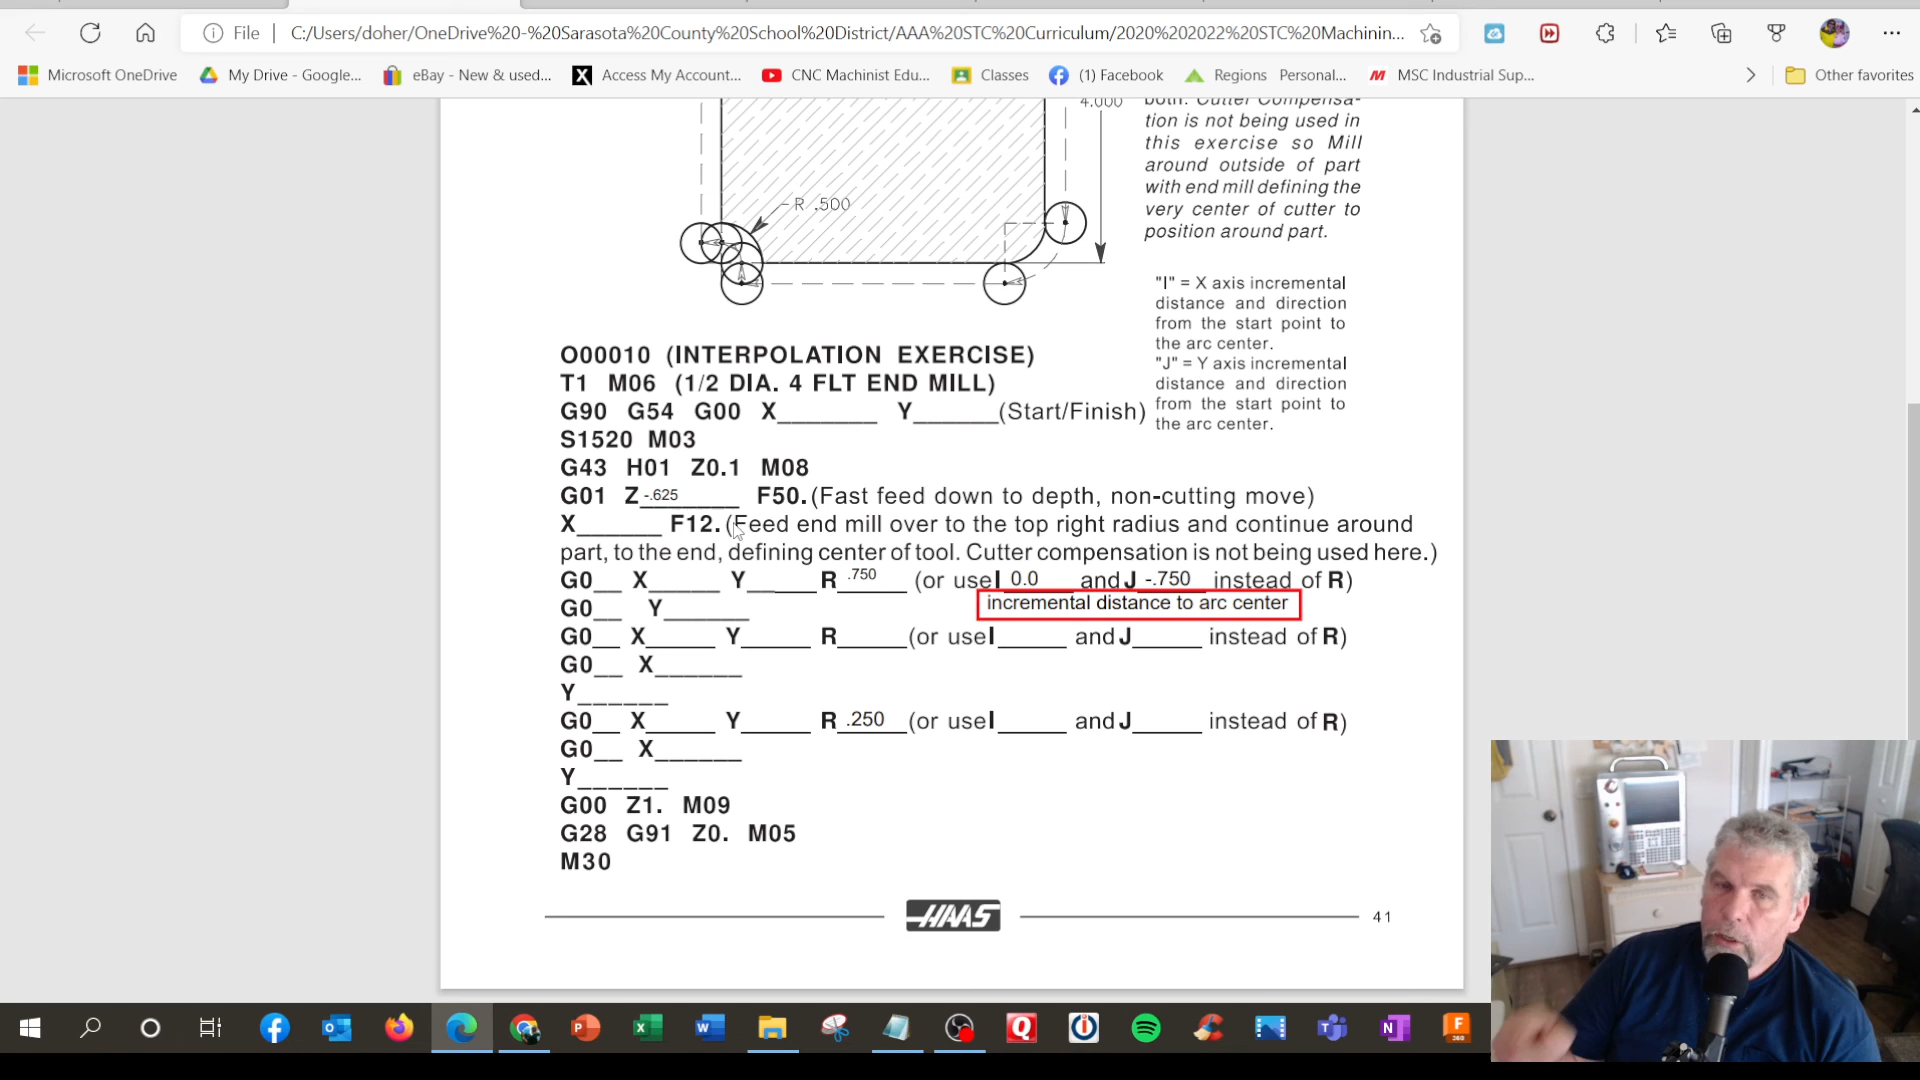 File C:/Users/doher/OneDrive%20-%20Sarasota%20County%20School%20District/AAA%20STC%20Curriculum/2020%202022%20STC%20Machinin...
Microsoft OneDrive My Drive - Google... eBay - New & used... Access My Account... CNC Machinist Edu... Classes (1) Facebook Regions Personal... MSC Industrial Sup... Other favorites
4.000
both. Cutter Compensa-
tion is not being used in
this exercise so Mill
around outside of part
with end mill defining the
very center of cutter to
position around part.
R .500
"I" = X axis incremental
distance and direction
from the start point to
the arc center.
"J" = Y axis incremental
distance and direction
from the start point to
the arc center.
O00010 (INTERPOLATION EXERCISE)
T1 M06 (1/2 DIA. 4 FLT END MILL)
G90 G54 G00 X_______ Y______(Start/Finish)
S1520 M03
G43 H01 Z0.1 M08
G01 Z -.625 F50.(Fast feed down to depth, non-cutting move)
X______ F12. (Feed end mill over to the top right radius and continue around
part, to the end, defining center of tool. Cutter compensation is not being used here.)
G0__ X_____ Y_____ R .750 (or use I 0.0 and J -.750 instead of R)
G0__ Y______
incremental distance to arc center
G0__ X_____ Y_____ R_____(or use I_____ and J_____ instead of R)
G0__ X______
Y______
G0__ X_____ Y_____ R .250 (or use I_____ and J_____ instead of R)
G0__ X______
Y______
G00 Z1. M09
G28 G91 Z0. M05
M30
HAAS
41